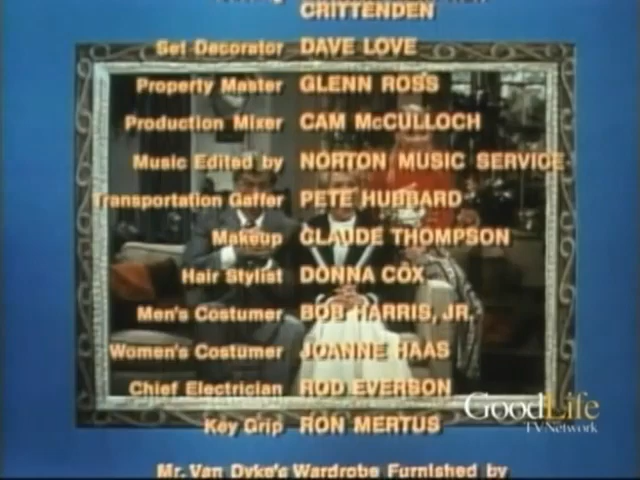 CRITTENDEN
Set Decorator DAVE LOVE
Property Master GLENN ROSS
Production Mixer CAM McCULLOCH
Music Edited by NORTON MUSIC SERVICE
Transportation Gaffer PETE HUBBARD
Makeup CLAUDE THOMPSON
Hair Stylist DONNA COX
Men's Costumer BOB HARRIS, JR.
Women's Costumer JOANNE HAAS
Chief Electrician ROD EVERSON
Key Grip RON MERTUS
GoodLife
TV Network
Mr. Van Dyke's Wardrobe Furnished by